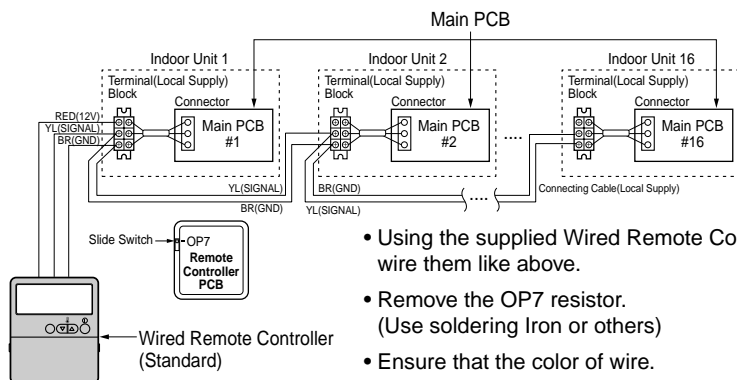 Main PCB
Indoor Unit 1
Indoor Unit 2
Indoor Unit 16
Terminal(Local Supply)
Block
Connector
Main PCB
#1
Terminal(Local Supply)
Block
Connector
Main PCB
#2
Terminal(Local Supply)
Block
Connector
Main PCB
#16
RED(12V)
YL(SIGNAL)
BR(GND)
YL(SIGNAL)
BR(GND)
BR(GND)
YL(SIGNAL)
Connecting Cable(Local Supply)
Slide Switch
OP7
Remote
Controller
PCB
Wired Remote Controller
(Standard)
• Using the supplied Wired Remote Co
wire them like above.
• Remove the OP7 resistor.
(Use soldering Iron or others)
• Ensure that the color of wire.